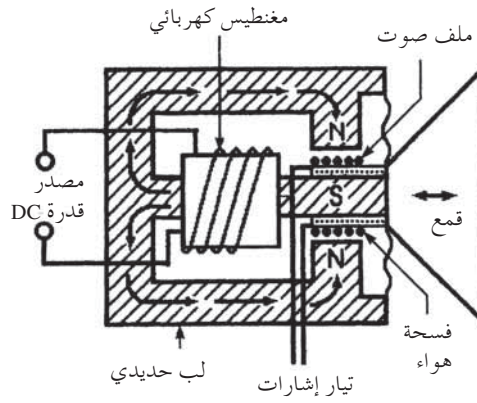 مغنطيس كهربائي
ملف صوت
N
S
N
مصدر
قدرة DC
قمع
فسحة
هواء
لب حديدي
تيار إشارات